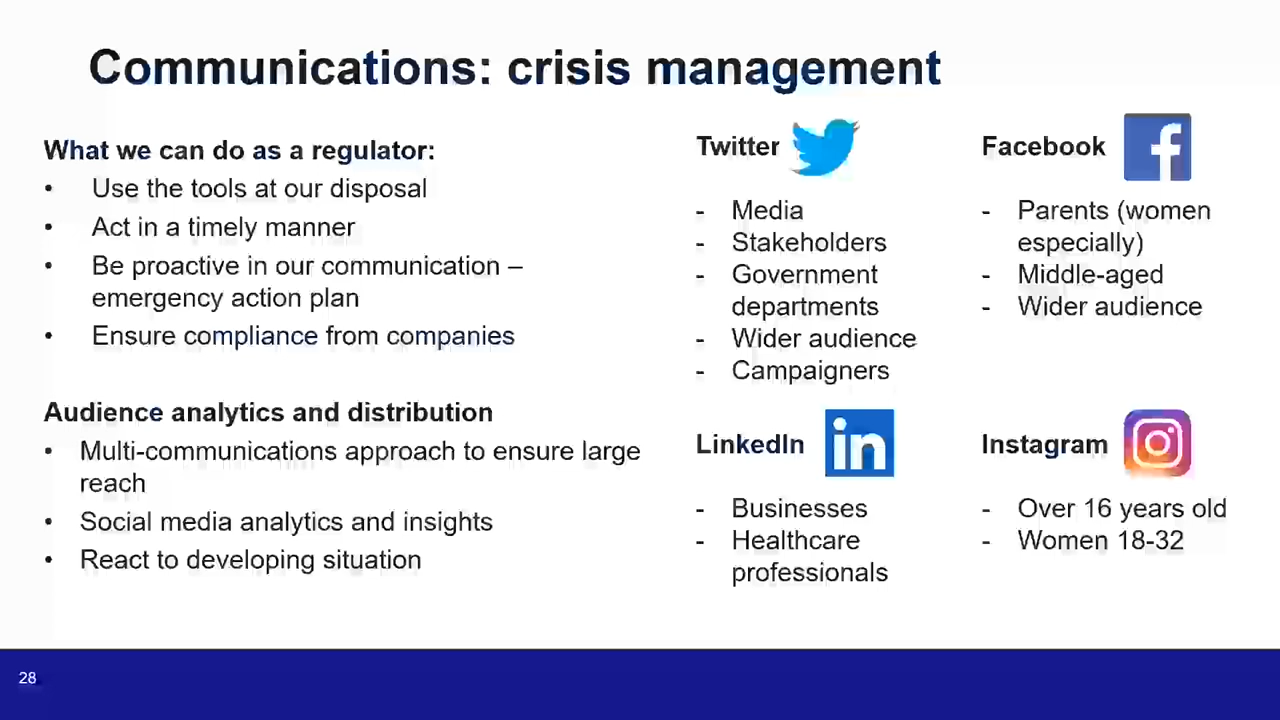 Communications: crisis management
What we can do as a regulator:
• Use the tools at our disposal
• Act in a timely manner
• Be proactive in our communication –
emergency action plan
• Ensure compliance from companies
Audience analytics and distribution
• Multi-communications approach to ensure large
reach
• Social media analytics and insights
• React to developing situation
Twitter
- Media
- Stakeholders
- Government
departments
- Wider audience
- Campaigners
Facebook
- Parents (women
especially)
- Middle-aged
- Wider audience
LinkedIn
- Businesses
- Healthcare
professionals
Instagram
- Over 16 years old
- Women 18-32
28